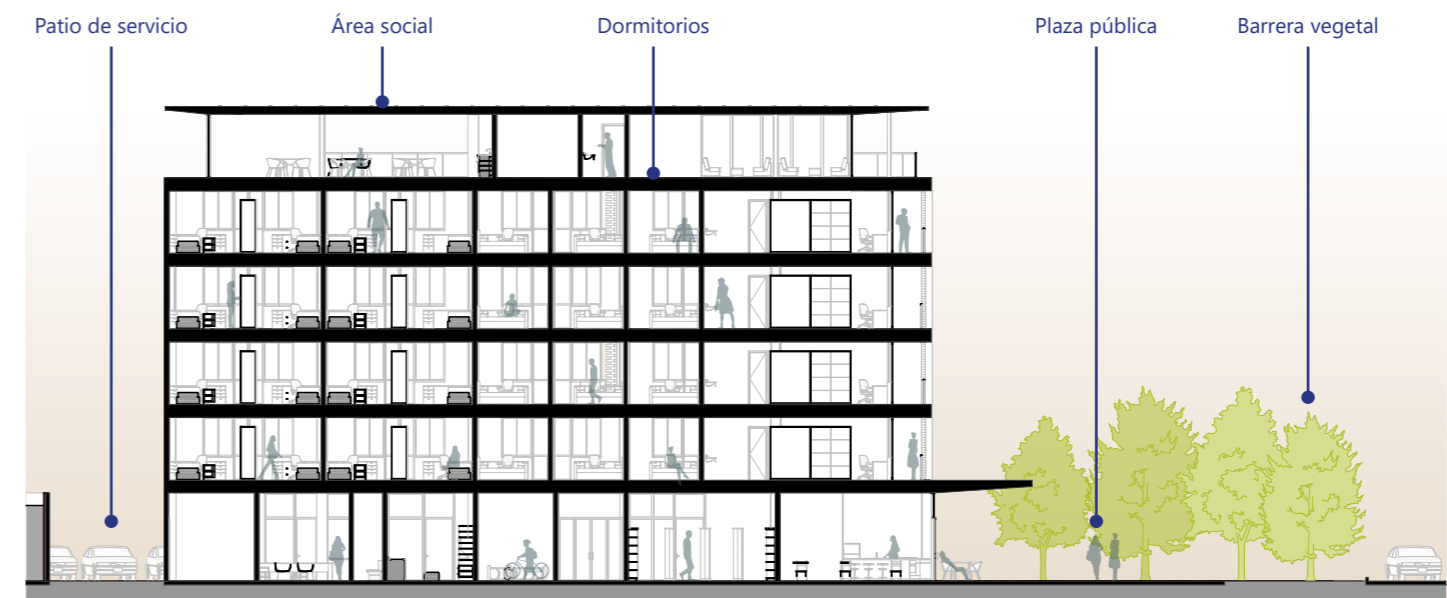 Patio de servicio
Área social
Dormitorios
Plaza pública
Barrera vegetal